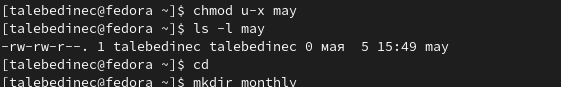 [talebedinec@fedora ~]$ chmod u-x may
[talebedinec@fedora ~]$ ls -l may
-rw-rw-r--. 1 talebedinec talebedinec 0 мая  5 15:49 may
[talebedinec@fedora ~]$ cd
[talebedinec@fedora ~]$ mkdir monthly